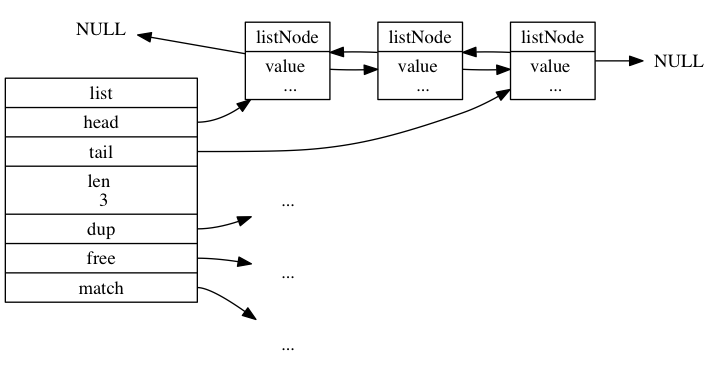 NULL
listNode
value
...
listNode
value
...
listNode
value
...
NULL
list
head
tail
len
3
dup
free
match
...
...
...